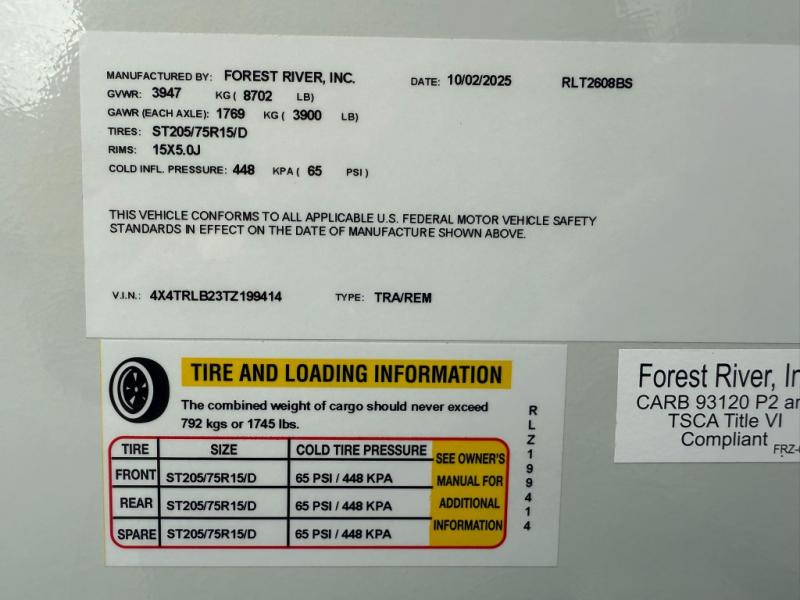 MANUFACTURED BY: FOREST RIVER, INC. DATE: 10/02/2025 RLT2608BS
GVWR: 3947 KG ( 8702 LB)
GAWR (EACH AXLE): 1769 KG ( 3900 LB)
TIRES: ST205/75R15/D
RIMS: 15X5.0J
COLD INFL. PRESSURE: 448 KPA ( 65 PSI )
THIS VEHICLE CONFORMS TO ALL APPLICABLE U.S. FEDERAL MOTOR VEHICLE SAFETY
STANDARDS IN EFFECT ON THE DATE OF MANUFACTURE SHOWN ABOVE.
V.I.N.: 4X4TRLB23TZ199414 TYPE: TRA/REM
TIRE AND LOADING INFORMATION
The combined weight of cargo should never exceed
792 kgs or 1745 lbs.
TIRE SIZE COLD TIRE PRESSURE
FRONT ST205/75R15/D 65 PSI / 448 KPA
REAR ST205/75R15/D 65 PSI / 448 KPA
SPARE ST205/75R15/D 65 PSI / 448 KPA
SEE OWNER'S
MANUAL FOR
ADDITIONAL
INFORMATION
RLZ199414
Forest River, In
CARB 93120 P2 an
TSCA Title VI
Compliant
FRZ-